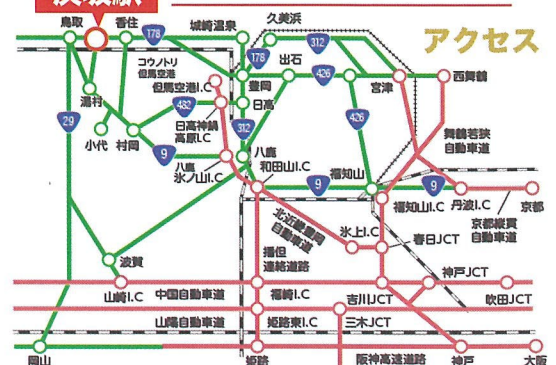 アクセス
鳥取
香住
178
城崎温泉
久美浜
312
178
出石
426
宮津
西舞鶴
コウノトリ
但馬空港
但馬空港I.C
豊岡
湯村
482
日高
426
舞鶴若狭
自動車道
29
小代
村岡
日高神鍋
高原I.C
312
9
八鹿
氷ノ山I.C
八鹿
和田山I.C
福知山
9
9
福知山I.C
丹波I.C
京都
京都縦貫
自動車道
北近畿豊岡
自動車道
氷上I.C
春日JCT
播但
連絡道路
波賀
神戸JCT
山崎I.C
中国自動車道
福崎I.C
吉川JCT
吹田JCT
山陽自動車道
姫路東I.C
三木JCT
岡山
姫路
阪神高速道路
神戸
大阪